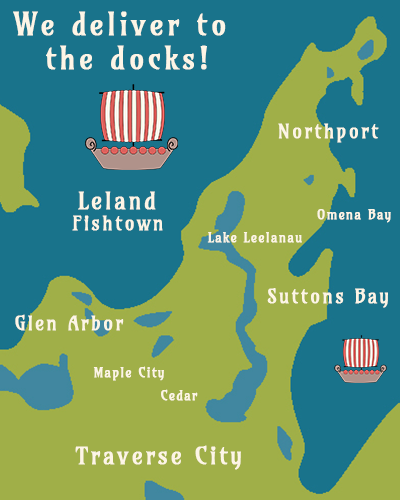 We deliver to
the docks!
Northport
Leland
Fishtown
Omena Bay
Lake Leelanau
Suttons Bay
Glen Arbor
Maple City
Cedar
Traverse City